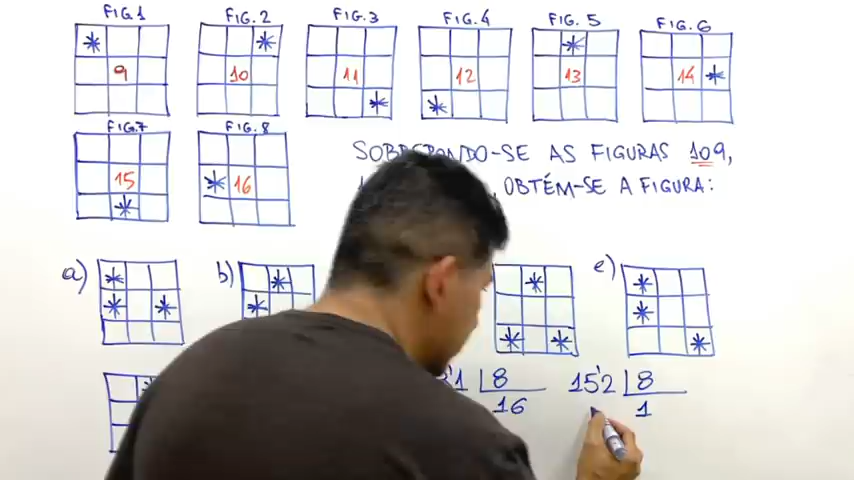 FIG.1 FIG.2 FIG.3 FIG.4 FIG.5 FIG.6
9 10 11 12 13 14
FIG.7 FIG.8
15 16
SOBREPONDO-SE AS FIGURAS 109,
OBTÉM-SE A FIGURA:
a) b) e)
1 8 152 8
16 1